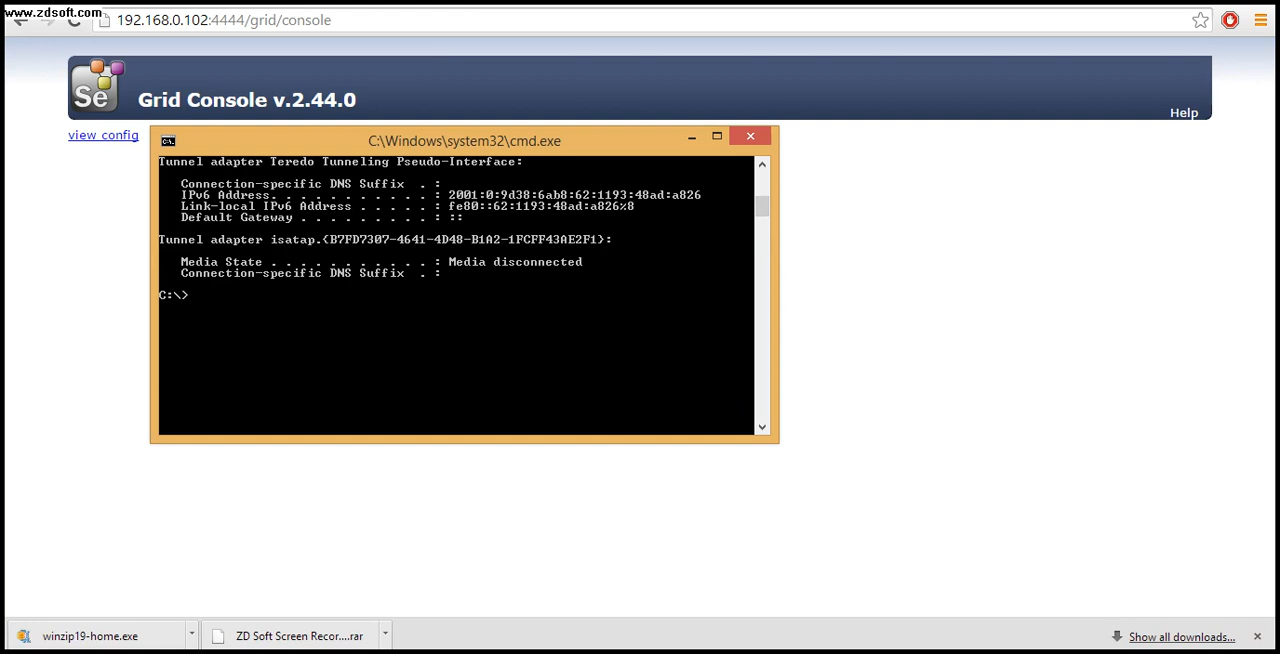 www.zdsoft.com
192.168.0.102:4444/grid/console
Se
Grid Console v.2.44.0
Help
view config
C:\Windows\system32\cmd.exe
Tunnel adapter Teredo Tunneling Pseudo-Interface:
Connection-specific DNS Suffix  . :
IPv6 Address. . . . . . . . . . . : 2001:0:9d38:6ab8:62:1193:48ad:a826
Link-local IPv6 Address . . . . . : fe80::62:1193:48ad:a826%8
Default Gateway . . . . . . . . . : ::
Tunnel adapter isatap.{B7FD7307-4641-4D48-B1A2-1FCFF43AE2F1}:
Media State . . . . . . . . . . . : Media disconnected
Connection-specific DNS Suffix  . :
C:\>
winzip19-home.exe
ZD Soft Screen Recor....rar
Show all downloads...